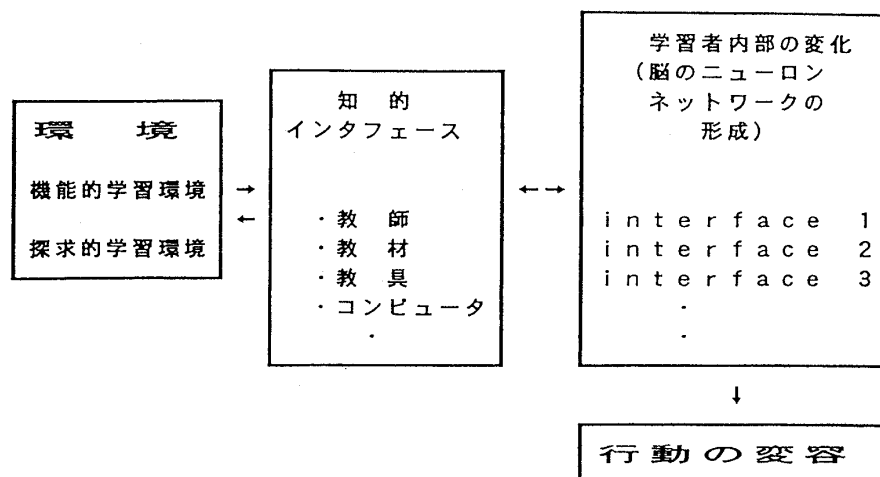 環境
機能的学習環境
探求的学習環境
→
←
知的
インタフェース
・教師
・教材
・教具
・コンピュータ
・
←→
学習者内部の変化
(脳のニューロン
ネットワークの
形成)
interface 1
interface 2
interface 3
・
・
↓
行動の変容